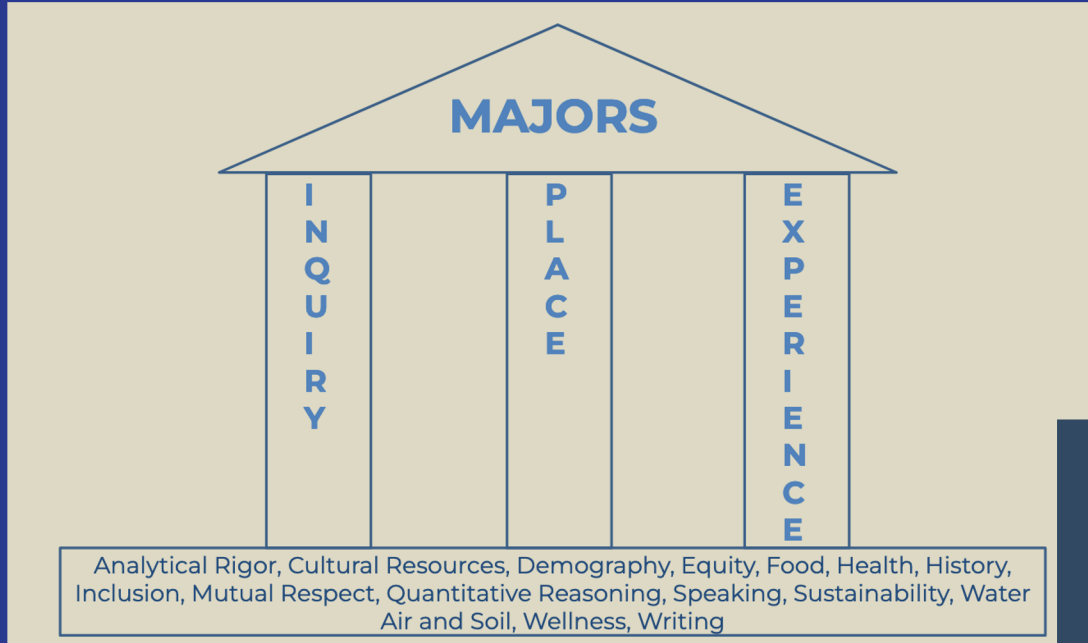 MAJORS
INQUIRY
PLACE
EXPERIENCE
Analytical Rigor, Cultural Resources, Demography, Equity, Food, Health, History,
Inclusion, Mutual Respect, Quantitative Reasoning, Speaking, Sustainability, Water
Air and Soil, Wellness, Writing